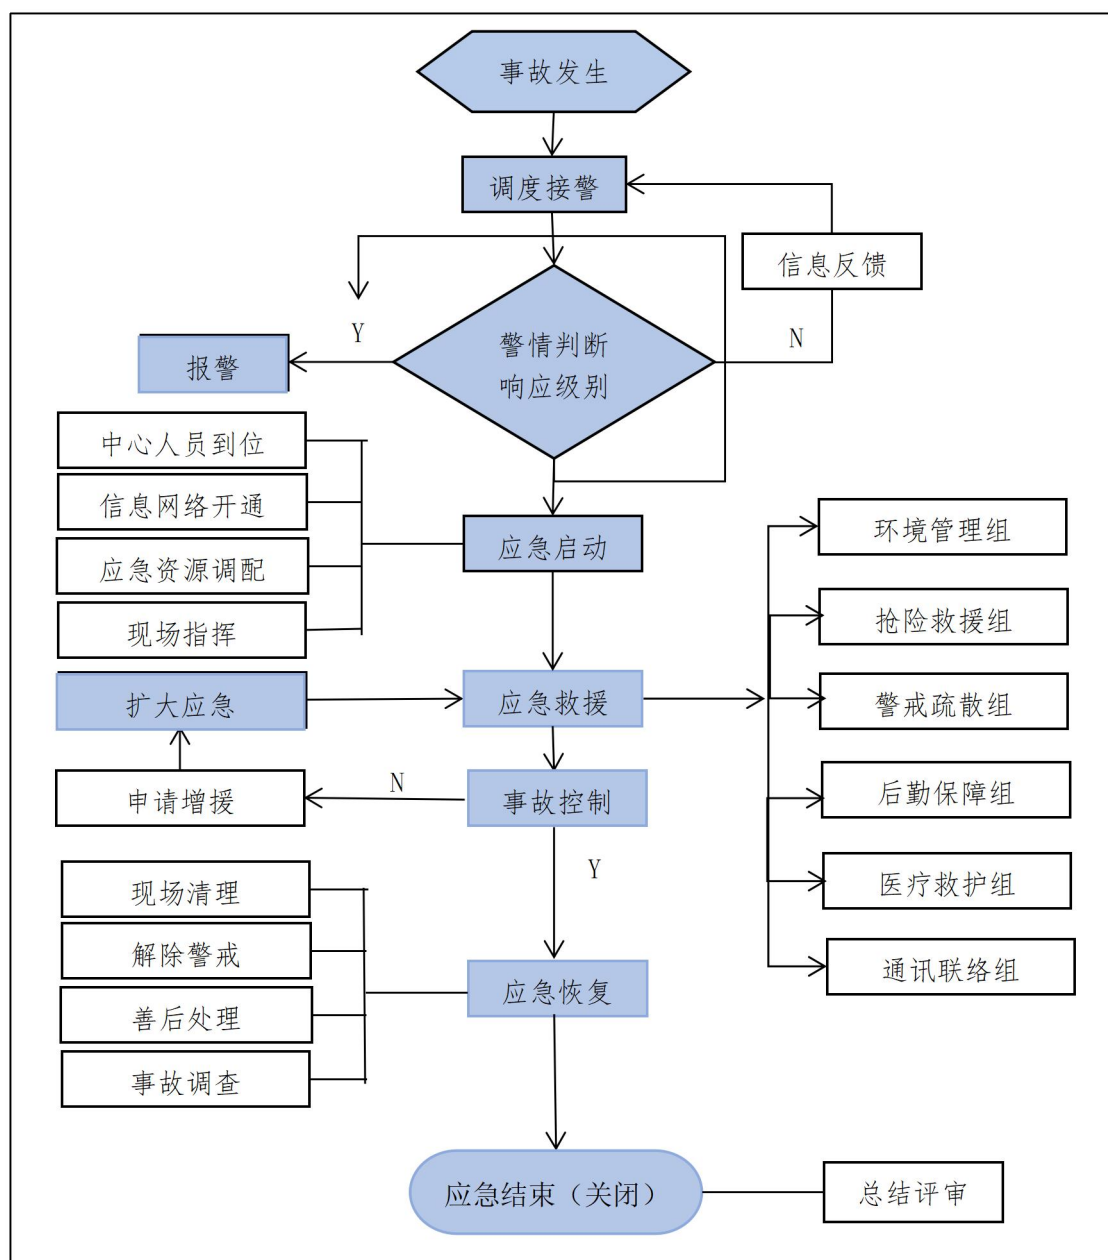 事故发生
调度接警
信息反馈
Y
N
警情判断
响应级别
报警
中心人员到位
信息网络开通
应急资源调配
现场指挥
应急启动
环境管理组
抢险救援组
扩大应急
应急救援
警戒疏散组
申请增援
N
事故控制
后勤保障组
Y
现场清理
医疗救护组
解除警戒
应急恢复
通讯联络组
善后处理
事故调查
应急结束（关闭）
总结评审